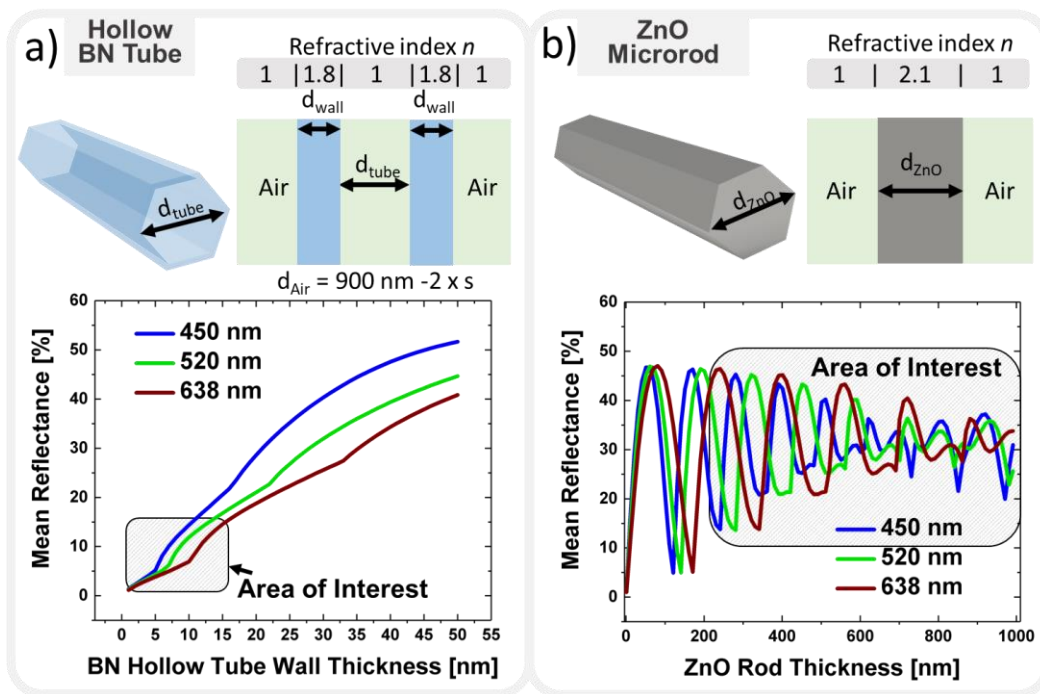 a)
Hollow
BN Tube
Refractive index n
1 | 1.8 | 1 | 1.8 | 1
d_wall d_wall
d_tube
Air Air
d_tube
d_Air = 900 nm -2 x s
60
50
40
30
20
10
0
Mean Reflectance [%]
450 nm
520 nm
638 nm
Area of Interest
0 5 10 15 20 25 30 35 40 45 50 55
BN Hollow Tube Wall Thickness [nm]
b)
ZnO
Microrod
Refractive index n
1 | 2.1 | 1
d_ZnO
Air Air
d_ZnO
60
50
40
30
20
10
0
Mean Reflectance [%]
Area of Interest
450 nm
520 nm
638 nm
0 200 400 600 800 1000
ZnO Rod Thickness [nm]